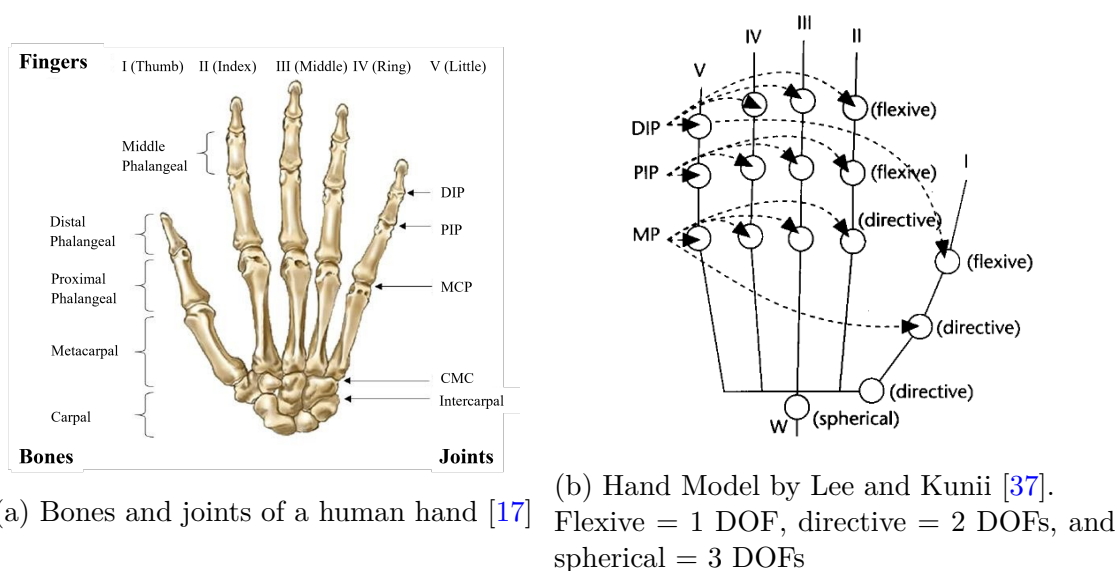 Fingers
I (Thumb) II (Index) III (Middle) IV (Ring) V (Little)
Middle
Phalangeal
Distal
Phalangeal
Proximal
Phalangeal
Metacarpal
Carpal
DIP
PIP
MCP
CMC
Intercarpal
Bones
Joints
a) Bones and joints of a human hand [17]
III
IV
II
V
I
DIP
(flexive)
PIP
(flexive)
(directive)
MP
(flexive)
(directive)
(directive)
W
(spherical)
(b) Hand Model by Lee and Kunii [37].
Flexive = 1 DOF, directive = 2 DOFs, and
spherical = 3 DOFs